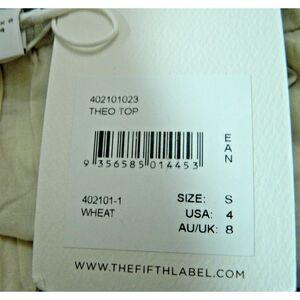 402101023
THEO TOP
EAN
9 356585 014453
402101-1
WHEAT
SIZE: S
USA: 4
AU/UK: 8
WWW.THEFIFTHLABEL.COM